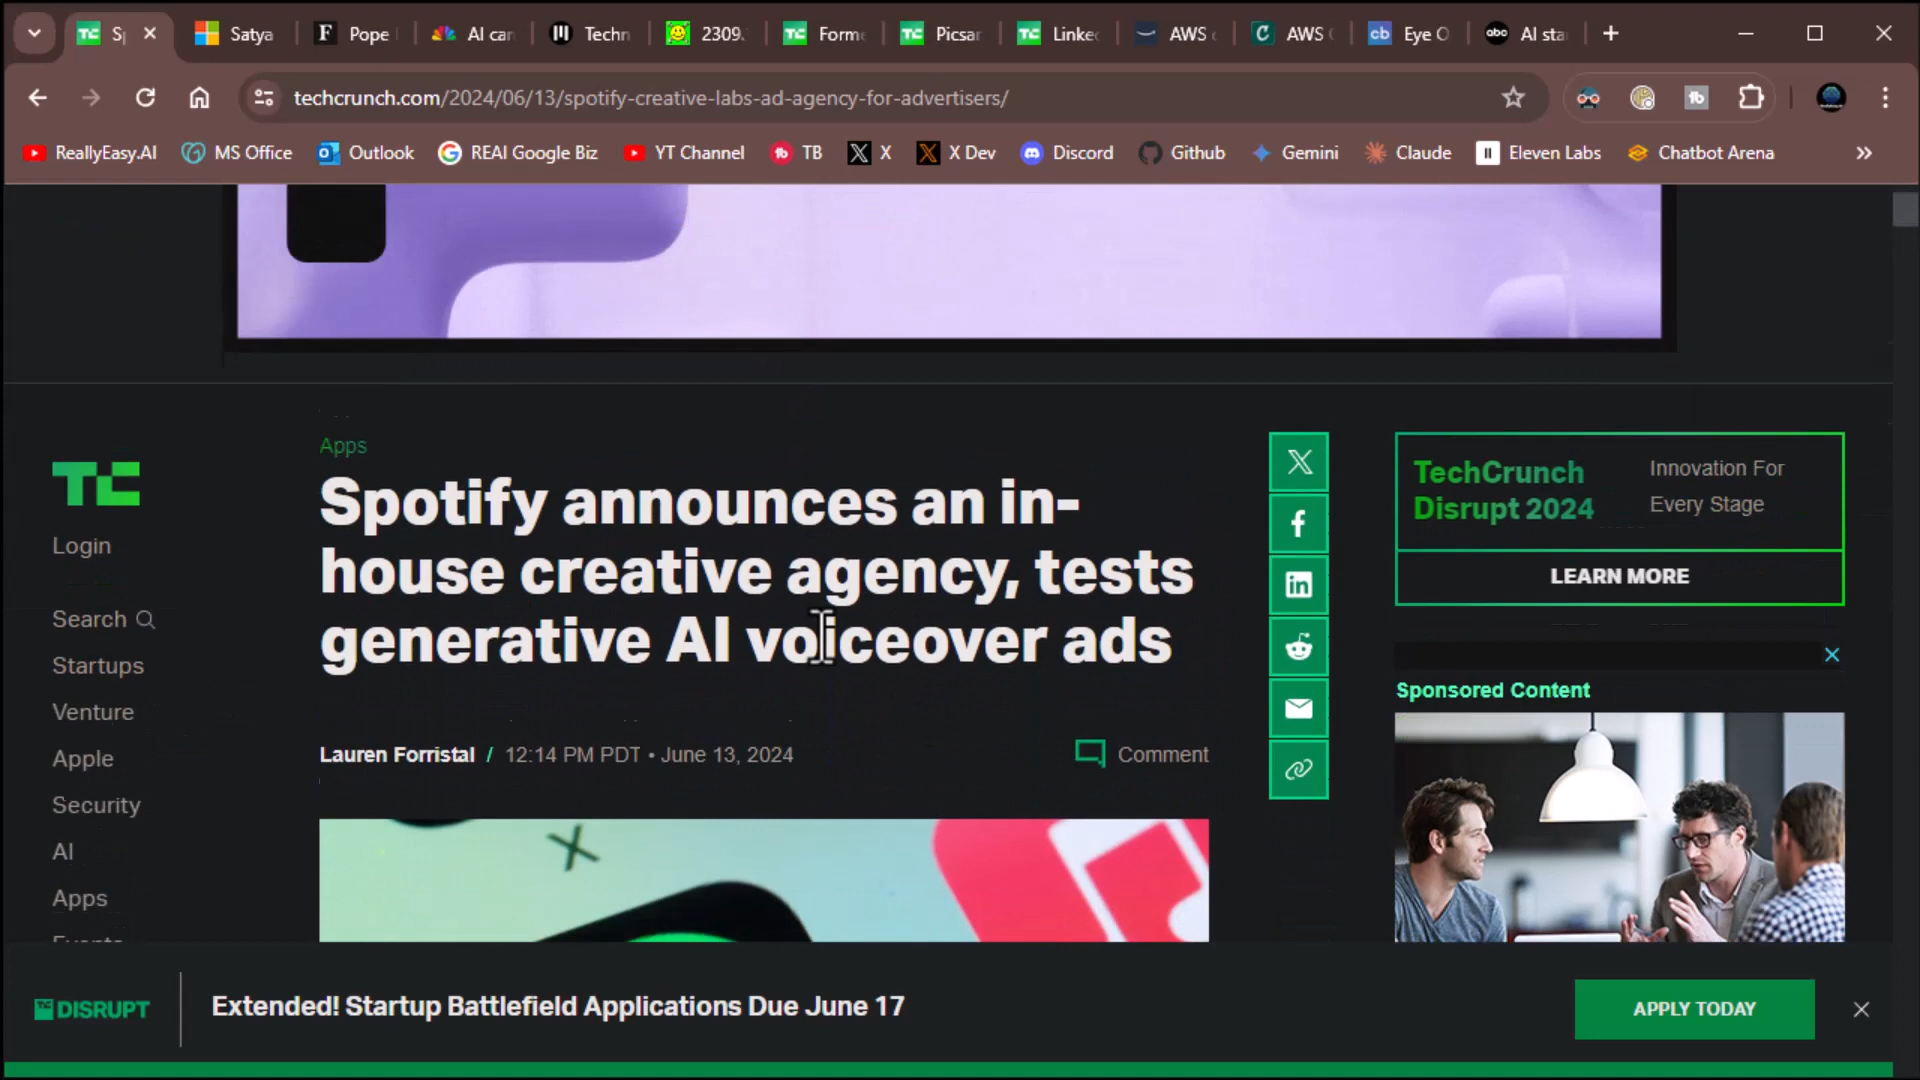 Sp
Satya
Pope
AI car
Techn
2309.
Forme
Picsar
Linke
AWS
AWS
Eye O
AI sta
techcrunch.com/2024/06/13/spotify-creative-labs-ad-agency-for-advertisers/
ReallyEasy.AI
MS Office
Outlook
REAI Google Biz
YT Channel
TB
X
X Dev
Discord
Github
Gemini
Claude
Eleven Labs
Chatbot Arena
TC
Login
Search
Startups
Venture
Apple
Security
AI
Apps
Events
Apps
Spotify announces an in-
house creative agency, tests
generative AI voiceover ads
Lauren Forristal / 12:14 PM PDT • June 13, 2024
Comment
TechCrunch
Disrupt 2024
Innovation For
Every Stage
LEARN MORE
Sponsored Content
TC DISRUPT
Extended! Startup Battlefield Applications Due June 17
APPLY TODAY